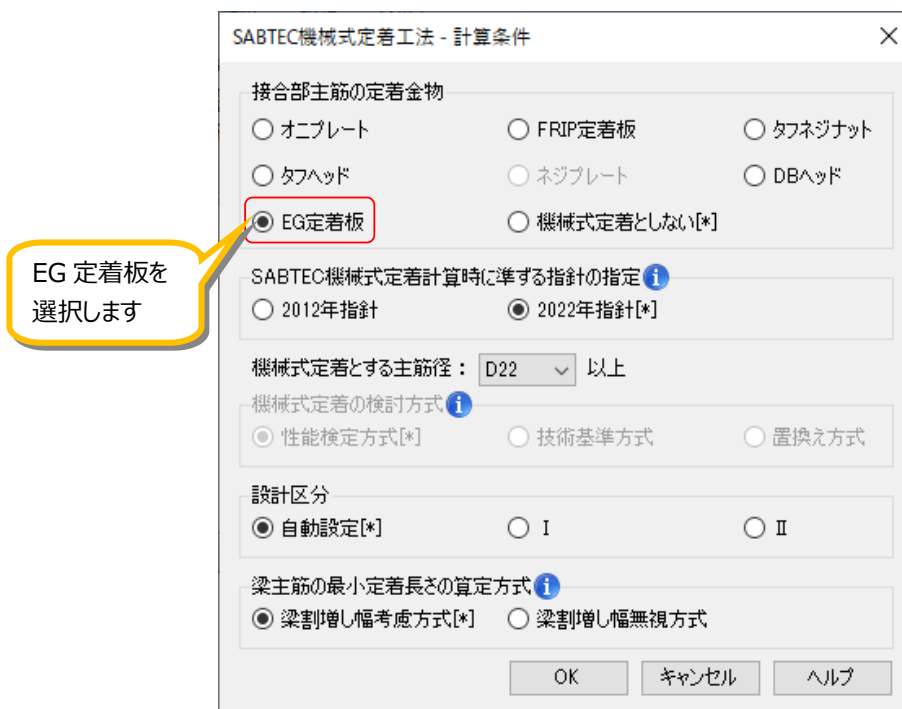 SABTEC機械式定着工法 - 計算条件
接合部主筋の定着金物
オニプレート FRIP定着板 タフネジナット
タフヘッド ネジプレート DBヘッド
EG定着板 機械式定着としない[*]
EG 定着板を
選択します
SABTEC機械式定着計算時に準ずる指針の指定
2012年指針 2022年指針[*]
機械式定着とする主筋径： D22 以上
機械式定着の検討方式
性能検定方式[*] 技術基準方式 置換え方式
設計区分
自動設定[*] Ⅰ Ⅱ
梁主筋の最小定着長さの算定方式
梁割増し幅考慮方式[*] 梁割増し幅無視方式
OK キャンセル ヘルプ